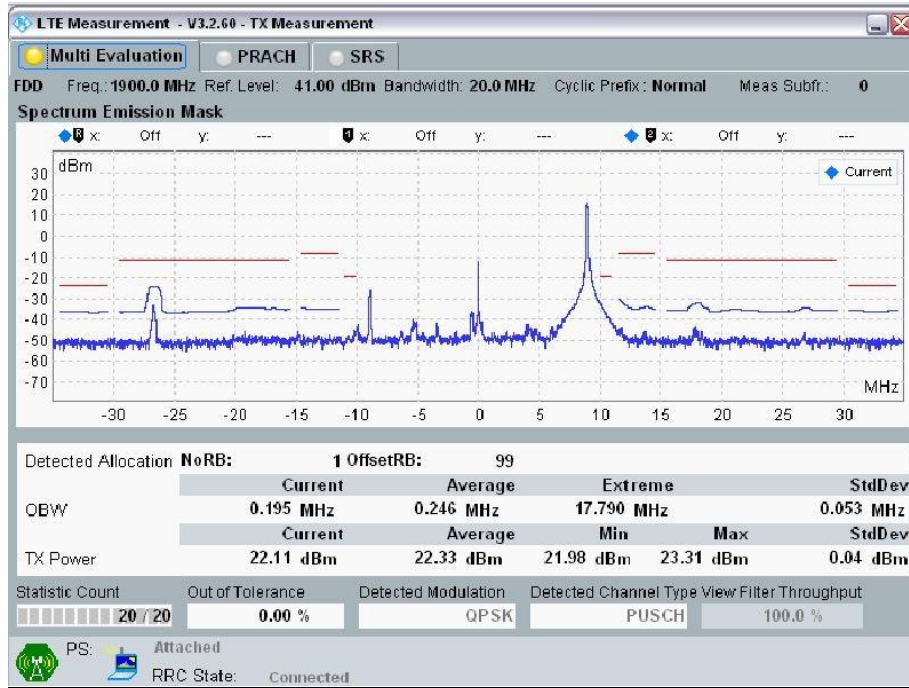 LTE Measurement - V3.2.60 - TX Measurement
Multi Evaluation PRACH SRS
FDD Freq.: 1900.0 MHz Ref. Level: 41.00 dBm Bandwidth: 20.0 MHz Cyclic Prefix: Normal Meas Subfr.: 0
Spectrum Emission Mask
R x: Off y: --- 1 x: Off y: --- 2 x: Off y: ---
dBm
Current
30
20
10
0
-10
-20
-30
-40
-50
-60
-70
MHz
-30 -25 -20 -15 -10 -5 0 5 10 15 20 25 30
Detected Allocation NoRB: 1 OffsetRB: 99
Current Average Extreme StdDev
OBW 0.195 MHz 0.246 MHz 17.790 MHz 0.053 MHz
Current Average Min Max StdDev
TX Power 22.11 dBm 22.33 dBm 21.98 dBm 23.31 dBm 0.04 dBm
Statistic Count Out of Tolerance Detected Modulation Detected Channel Type View Filter Throughput
20 / 20 0.00 % QPSK PUSCH 100.0 %
PS: Attached
RRC State: Connected